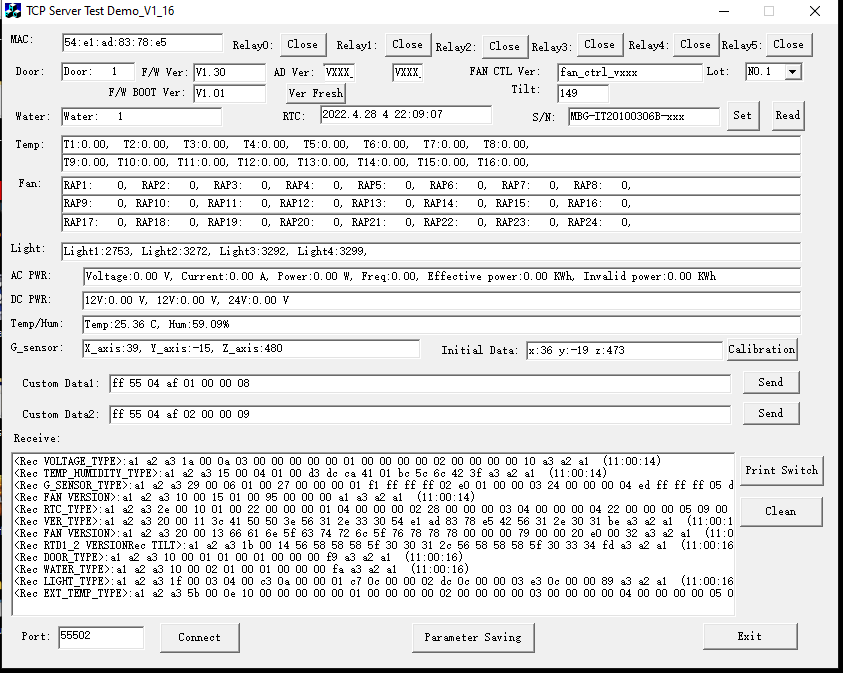 TCP Server Test Demo_V1_16
MAC: 54:e1:ad:83:78:e5 Relay0: Close Relay1: Close Relay2: Close Relay3: Close Relay4: Close Relay5: Close
Door: Door: 1 F/W Ver: V1.30 AD Ver: VXXX_ VXXX_ FAN CTL Ver: fan_ctrl_vxxx Lot: NO.1
F/W BOOT Ver: V1.01 Ver Fresh Tilt: 149
Water: Water: 1 RTC: 2022.4.28 4 22:09:07 S/N: MBG-IT20100306B-xxx Set Read
Temp: T1:0.00, T2:0.00, T3:0.00, T4:0.00, T5:0.00, T6:0.00, T7:0.00, T8:0.00,
T9:0.00, T10:0.00, T11:0.00, T12:0.00, T13:0.00, T14:0.00, T15:0.00, T16:0.00,
Fan: RAP1: 0, RAP2: 0, RAP3: 0, RAP4: 0, RAP5: 0, RAP6: 0, RAP7: 0, RAP8: 0,
RAP9: 0, RAP10: 0, RAP11: 0, RAP12: 0, RAP13: 0, RAP14: 0, RAP15: 0, RAP16: 0,
RAP17: 0, RAP18: 0, RAP19: 0, RAP20: 0, RAP21: 0, RAP22: 0, RAP23: 0, RAP24: 0,
Light: Light1:2753, Light2:3272, Light3:3292, Light4:3299,
AC PWR: Voltage:0.00 V, Current:0.00 A, Power:0.00 W, Freq:0.00, Effective power:0.00 KWh, Invalid power:0.00 KWh
DC PWR: 12V:0.00 V, 12V:0.00 V, 24V:0.00 V
Temp/Hum: Temp:25.36 C, Hum:59.09%
G_sensor: X_axis:39, Y_axis:-15, Z_axis:480 Initial Data: x:36 y:-19 z:473 Calibration
Custom Data1: ff 55 04 af 01 00 00 08 Send
Custom Data2: ff 55 04 af 02 00 00 09 Send
Receive:
<Rec VOLTAGE_TYPE>:a1 a2 a3 1a 00 0a 03 00 00 00 00 00 00 01 00 00 00 00 00 02 00 00 00 00 00 10 a3 a2 a1 (11:00:14)
<Rec TEMP_HUMIDITY_TYPE>:a1 a2 a3 15 00 04 01 00 d3 dc ca 41 01 bc 5c 6c 42 3f a3 a2 a1 (11:00:14)
<Rec G_SENSOR_TYPE>:a1 a2 a3 29 00 06 01 00 27 00 00 00 01 f1 ff ff ff 02 e0 01 00 00 03 24 00 00 00 04 ed ff ff ff 05 d
<Rec FAN VERSION>:a1 a2 a3 10 00 15 01 00 95 00 00 00 a1 a3 a2 a1 (11:00:14)
<Rec RTC_TYPE>:a1 a2 a3 2e 00 10 01 00 22 00 00 00 01 04 00 00 00 02 28 00 00 00 03 04 00 00 00 04 22 00 00 00 05 09 00
<Rec VER_TYPE>:a1 a2 a3 20 00 11 3c 41 50 50 3e 56 31 2e 33 30 54 e1 ad 83 78 e5 42 56 31 2e 30 31 be a3 a2 a1 (11:00:1
<Rec FAN VERSION>:a1 a2 a3 20 00 13 66 61 6e 5f 63 74 72 6c 5f 76 78 78 78 00 00 00 79 00 00 20 e0 00 32 a3 a2 a1 (11:0
<Rec RTD1_2 VERSIONRec TILT>:a1 a2 a3 1b 00 14 56 58 58 58 5f 30 30 31 2c 56 58 58 58 5f 30 33 34 fd a3 a2 a1 (11:00:16
<Rec DOOR_TYPE>:a1 a2 a3 10 00 01 01 00 01 00 00 00 f9 a3 a2 a1 (11:00:16)
<Rec WATER_TYPE>:a1 a2 a3 10 00 02 01 00 01 00 00 00 fa a3 a2 a1 (11:00:16)
<Rec LIGHT_TYPE>:a1 a2 a3 1f 00 03 04 00 c3 0a 00 00 01 c7 0c 00 00 02 dc 0c 00 00 03 e3 0c 00 00 89 a3 a2 a1 (11:00:16
<Rec EXT_TEMP_TYPE>:a1 a2 a3 5b 00 0e 10 00 00 00 00 00 01 00 00 00 00 02 00 00 00 00 03 00 00 00 00 04 00 00 00 00 05 0
Print Switch
Clean
Port: 55502 Connect Parameter Saving Exit